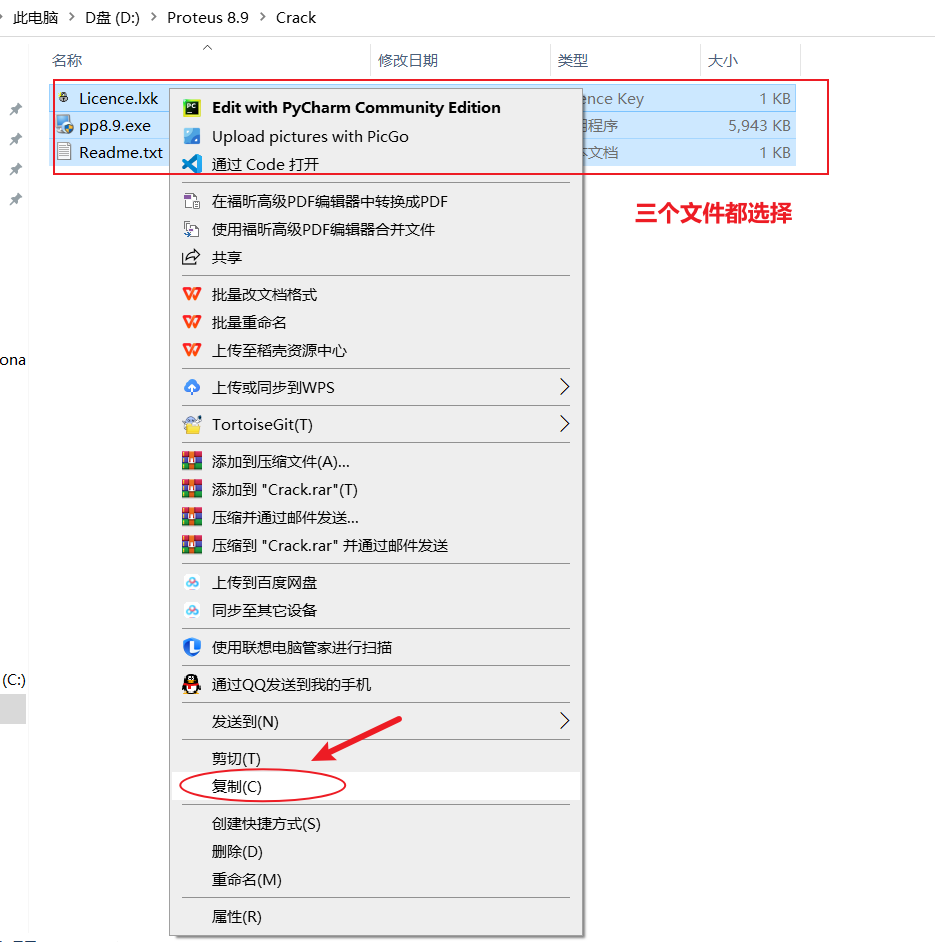 此电脑 > D盘 (D:) > Proteus 8.9 > Crack
名称 修改日期 类型 大小
Licence.lxk ence Key 1 KB
pp8.9.exe 用程序 5,943 KB
Readme.txt 本文档 1 KB
三个文件都选择
Edit with PyCharm Community Edition
Upload pictures with PicGo
通过 Code 打开
在福昕高级PDF编辑器中转换成PDF
使用福昕高级PDF编辑器合并文件
共享
批量改文档格式
批量重命名
上传至稻壳资源中心
ona
上传或同步到WPS
TortoiseGit(T)
添加到压缩文件(A)...
添加到 "Crack.rar"(T)
压缩并通过邮件发送...
压缩到 "Crack.rar" 并通过邮件发送
上传到百度网盘
同步至其它设备
使用联想电脑管家进行扫描
(C:)
通过QQ发送到我的手机
发送到(N)
剪切(T)
复制(C)
创建快捷方式(S)
删除(D)
重命名(M)
属性(R)